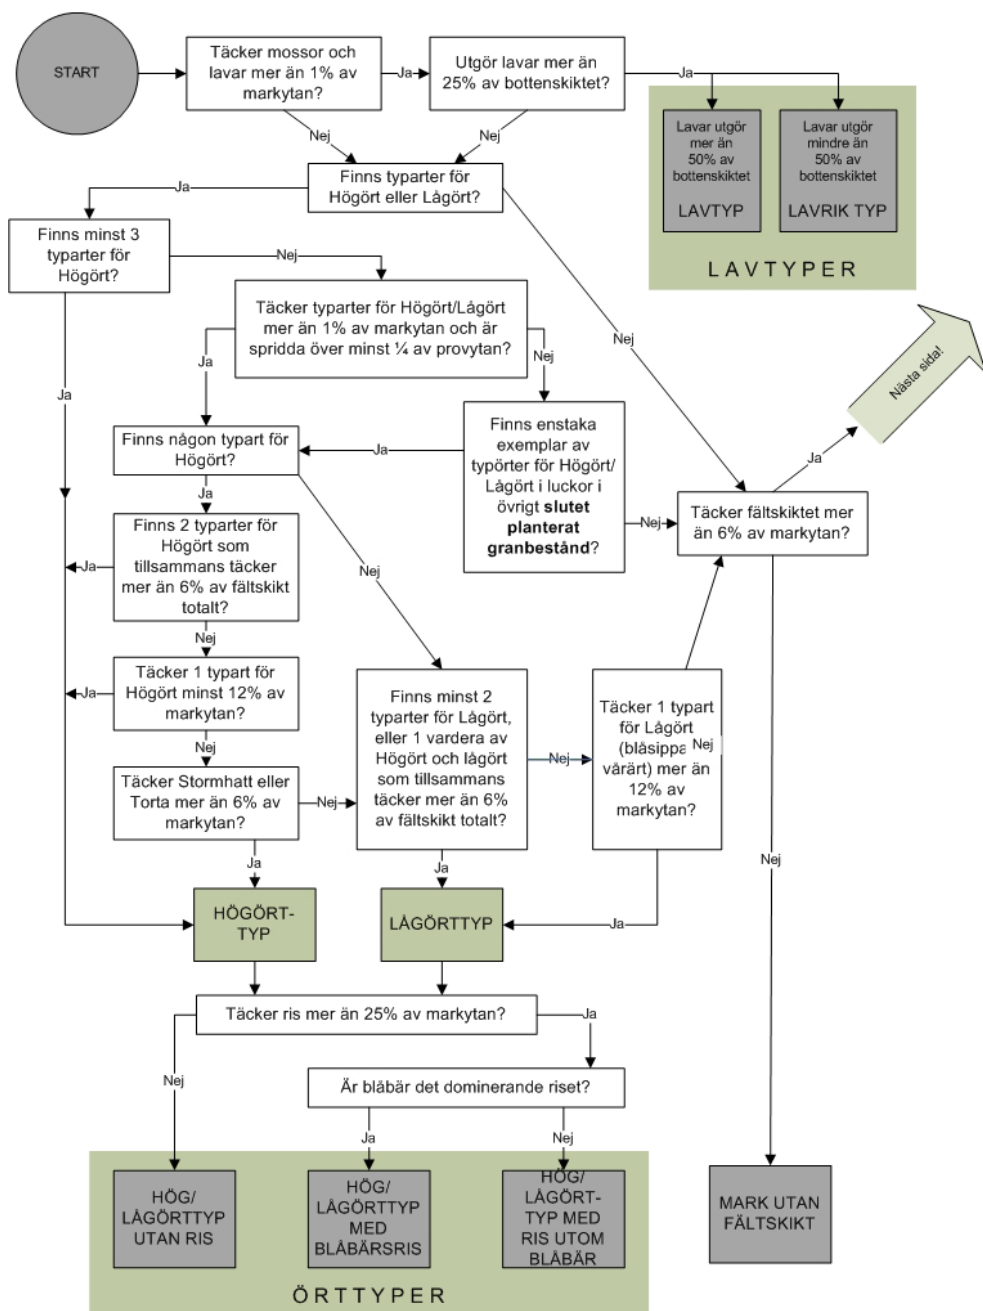 START
Täcker mossor och
lavar mer än 1% av
markytan?
Ja
Utgör lavar mer än
25% av bottenskiktet?
Ja
Nej
Nej
Lavar utgör
mer än
50% av
bottenskiktet
LAVTYP
Lavar utgör
mindre än
50% av
bottenskiktet
LAVRIK TYP
LAVTYPER
Finns typarter för
Högört eller Lågört?
Ja
Nej
Finns minst 3
typarter för
Högört?
Nej
Ja
Täcker typarter för Högört/Lågört
mer än 1% av markytan och är
spridda över minst ¼ av provytan?
Ja
Nej
Nästa sida!
Finns enstaka
exemplar av
typörter för Högört/
Lågört i luckor i
övrigt slutet
planterat
granbestånd?
Ja
Nej
Finns någon typart för
Högört?
Ja
Nej
Täcker fältskiktet mer
än 6% av markytan?
Ja
Nej
Finns 2 typarter för
Högört som
tillsammans täcker
mer än 6% av fältskikt
totalt?
Ja
Nej
Täcker 1 typart för
Högört minst 12% av
markytan?
Ja
Nej
Täcker Stormhatt eller
Torta mer än 6% av
markytan?
Nej
Ja
Finns minst 2
typarter för Lågört,
eller 1 vardera av
Högört och lågört
som tillsammans
täcker mer än 6%
av fältskikt totalt?
Nej
Ja
Täcker 1 typart
för Lågört
(blåsippa
vårärt) mer än
12% av
markytan?
Nej
Ja
HÖGÖRT-
TYP
LÅGÖRTTYP
Täcker ris mer än 25% av markytan?
Nej
Ja
Är blåbär det dominerande riset?
Ja
Nej
HÖG/
LÅGÖRTTYP
UTAN RIS
HÖG/
LÅGÖRTTYP
MED
BLÅBÄRSRIS
HÖG/
LÅGÖRT-
TYP MED
RIS UTOM
BLÅBÄR
ÖRTTYPER
MARK UTAN
FÄLTSKIKT